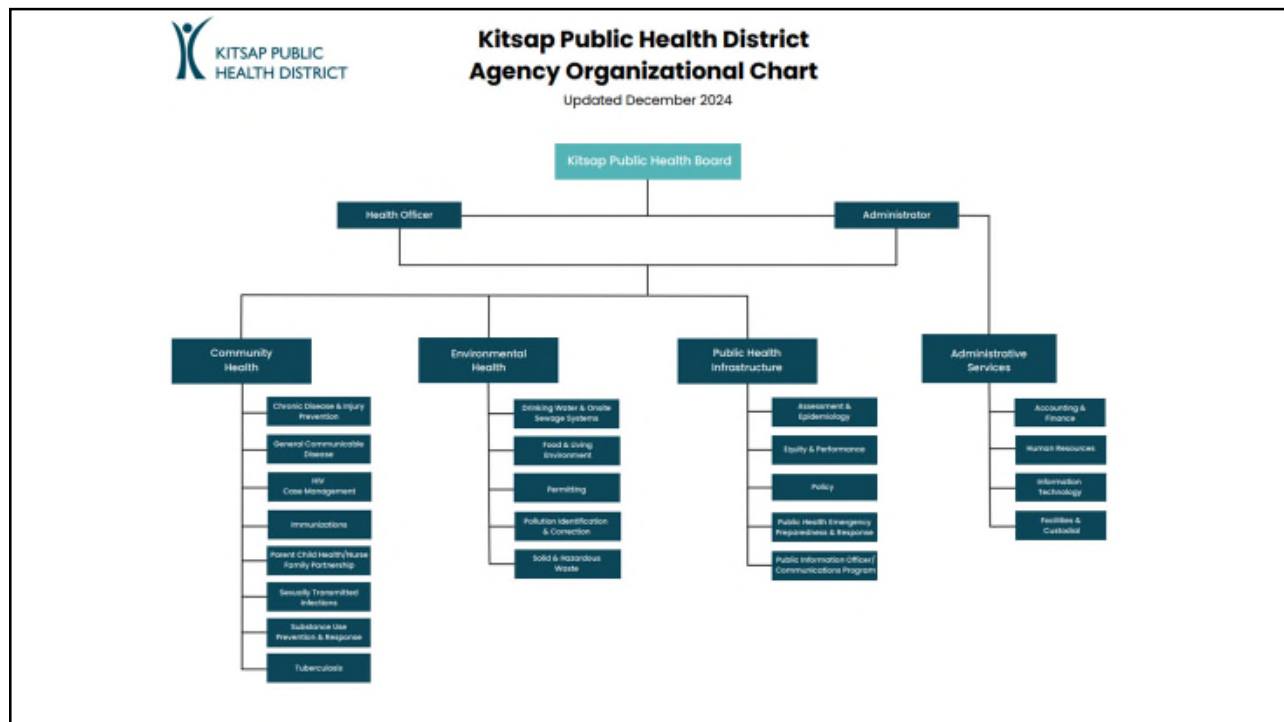 KITSAP PUBLIC
HEALTH DISTRICT
Kitsap Public Health District
Agency Organizational Chart
Updated December 2024
Kitsap Public Health Board
Health Officer
Administrator
Community
Health
Environmental
Health
Public Health
Infrastructure
Administrative
Services
Chronic Disease & Injury
Prevention
General Communicable
Disease
HIV
Case Management
Immunizations
Parent Child Health/Nurse
Family Partnership
Sexually Transmitted
Infections
Substance Use
Prevention & Response
Tuberculosis
Drinking Water & Onsite
Sewage Systems
Food & Living
Environment
Permitting
Pollution Identification
& Correction
Solid & Hazardous
Waste
Assessment &
Epidemiology
Equity & Performance
Policy
Public Health Emergency
Preparedness & Response
Public Information Officer/
Communications Program
Accounting &
Finance
Human Resources
Information
Technology
Facilities &
Custodial